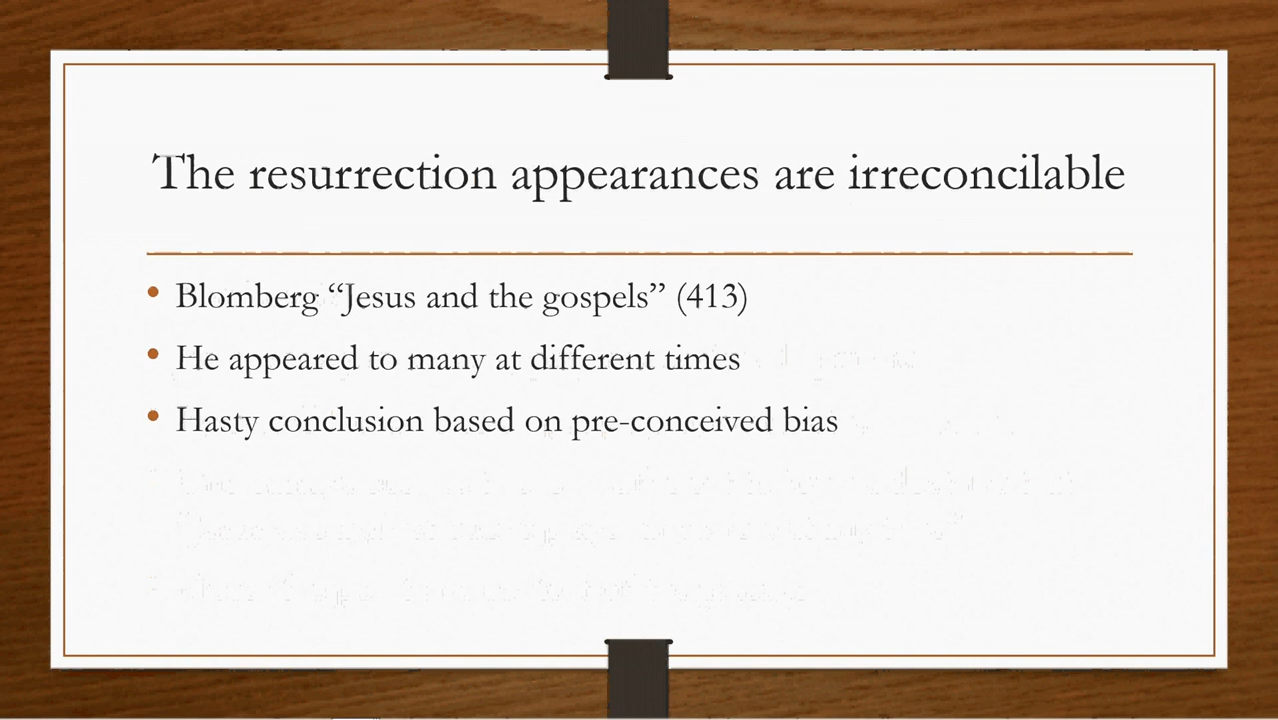 The resurrection appearances are irreconcilable
• Blomberg “Jesus and the gospels” (413)
• He appeared to many at different times
• Hasty conclusion based on pre-conceived bias